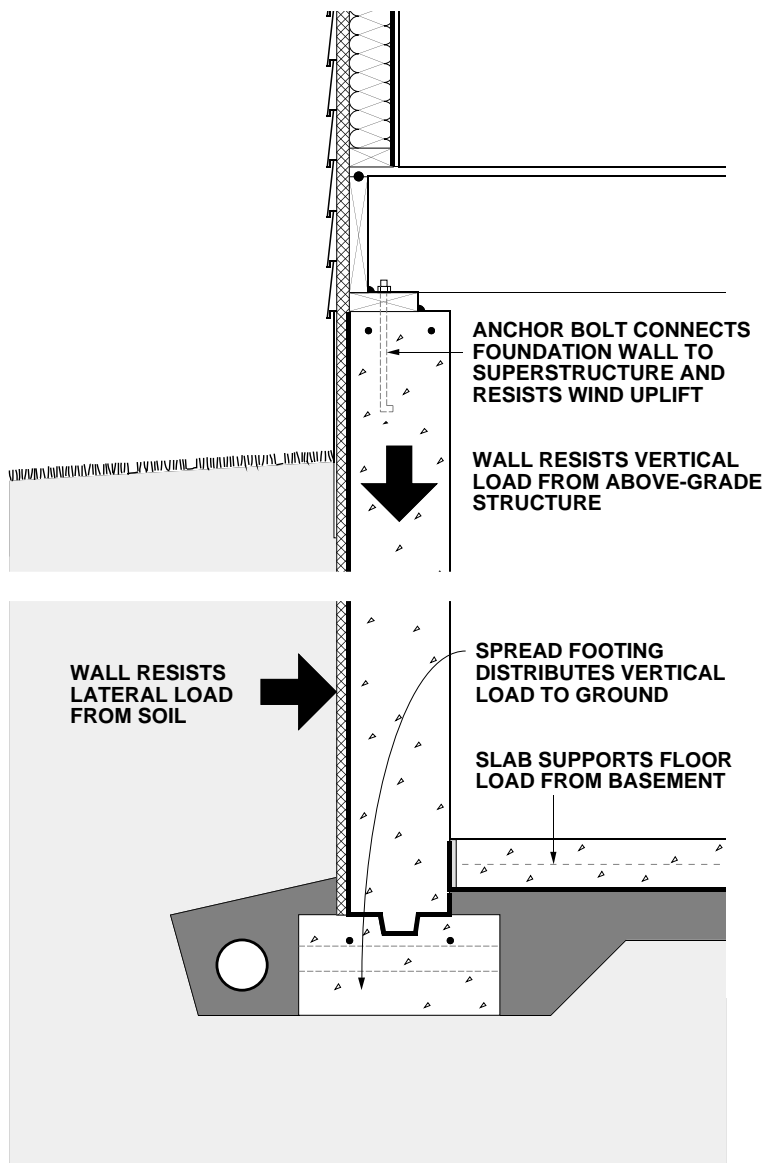 ANCHOR BOLT CONNECTS
FOUNDATION WALL TO
SUPERSTRUCTURE AND
RESISTS WIND UPLIFT
WALL RESISTS VERTICAL
LOAD FROM ABOVE-GRADE
STRUCTURE
WALL RESISTS
LATERAL LOAD
FROM SOIL
SPREAD FOOTING
DISTRIBUTES VERTICAL
LOAD TO GROUND
SLAB SUPPORTS FLOOR
LOAD FROM BASEMENT